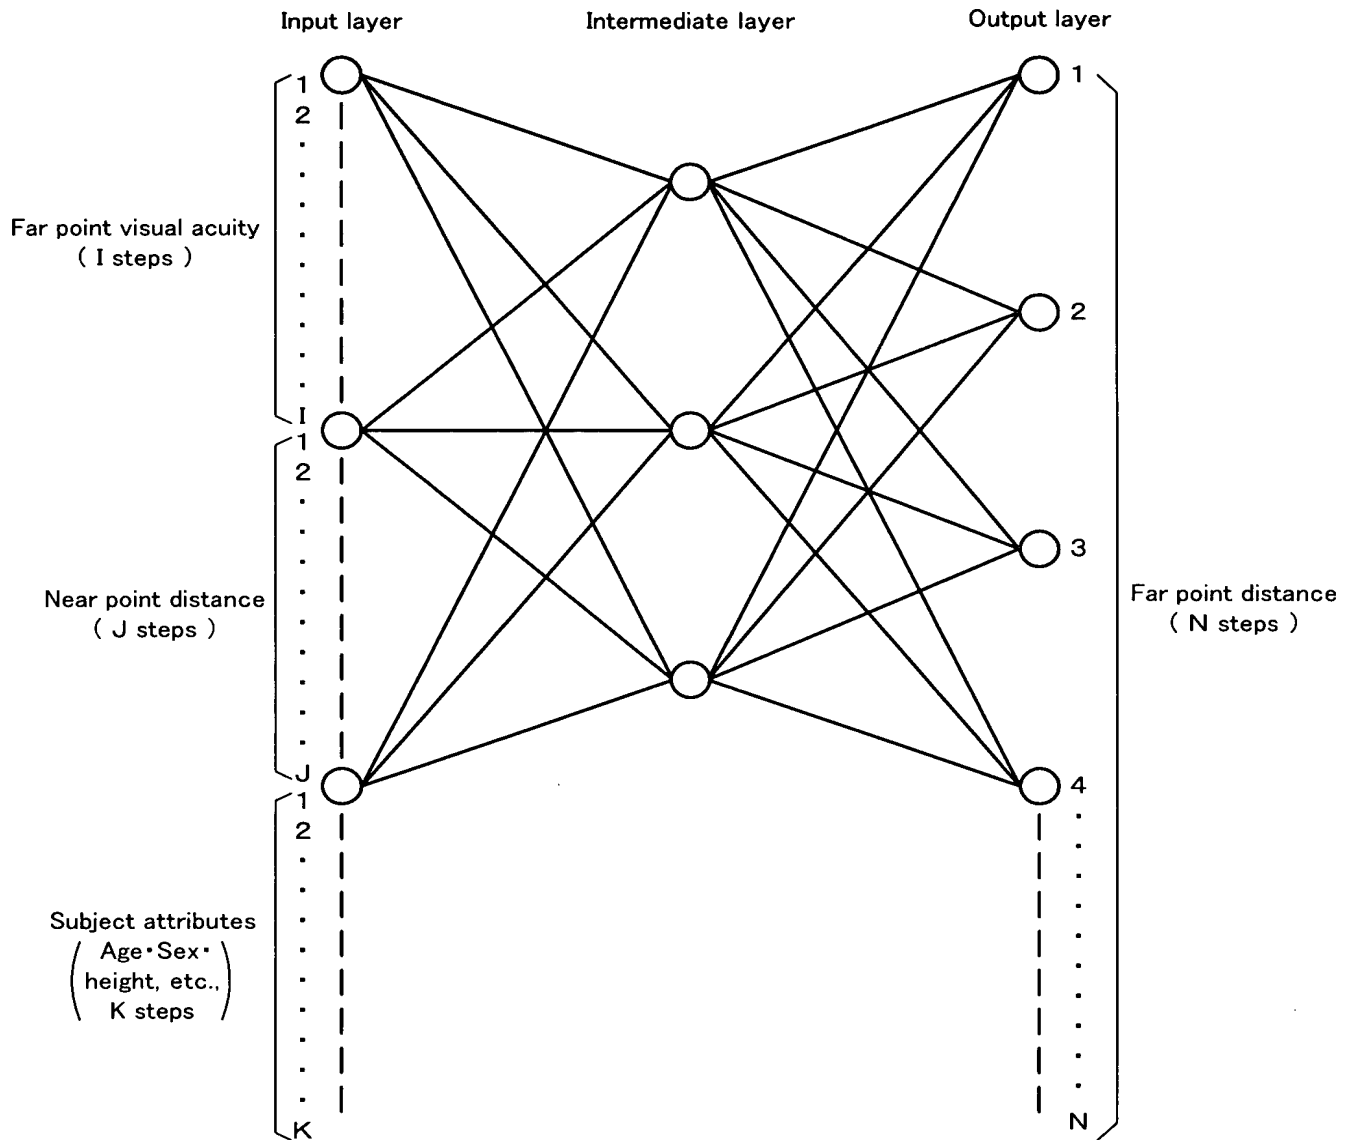 Input layer
Intermediate layer
Output layer
Far point visual acuity
( I steps )
1
2
I
Near point distance
( J steps )
1
2
J
Subject attributes
Age・Sex・
height, etc.,
K steps
1
2
K
1
2
3
4
N
Far point distance
( N steps )